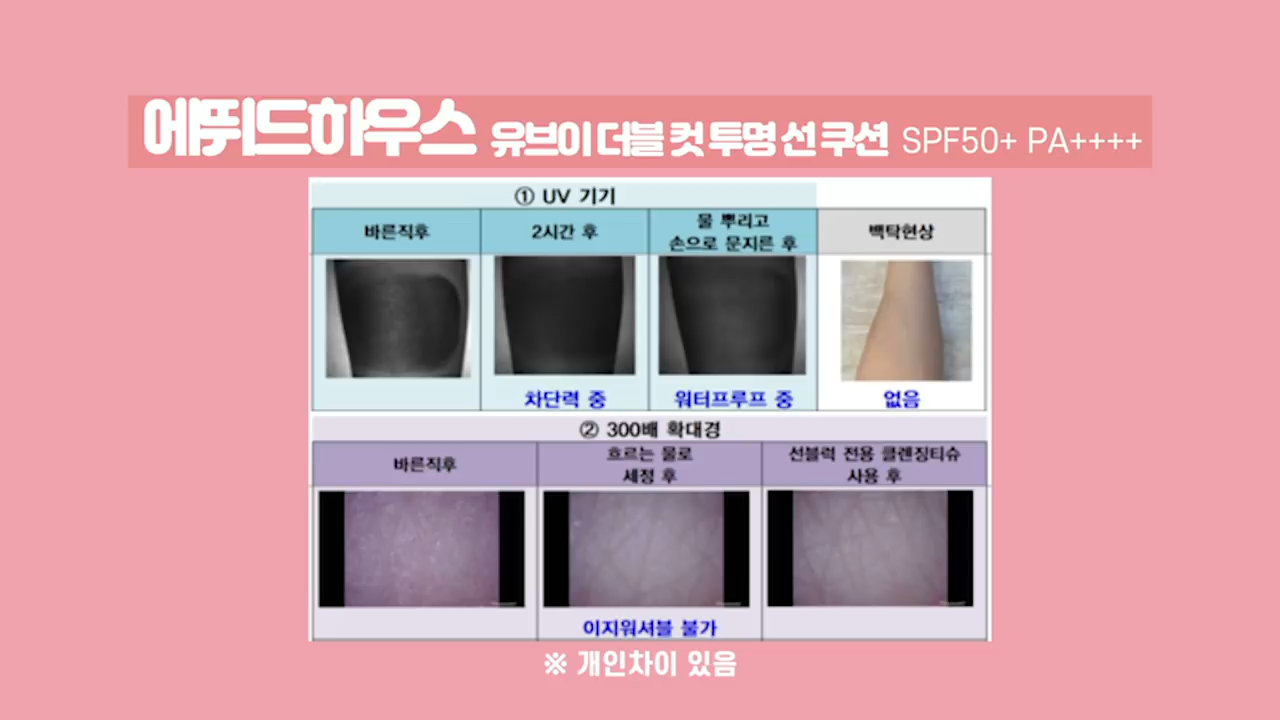 에뛰드하우스 유브이 더블 컷 투명 선 쿠션 SPF50+ PA++++
① UV 기기
바른직후
2시간 후
물 뿌리고
손으로 문지른 후
백탁현상
차단력 중
워터프루프 중
없음
② 300배 확대경
바른직후
흐르는 물로
세정 후
선블럭 전용 클렌징티슈
사용 후
이지워셔블 불가
※ 개인차이 있음